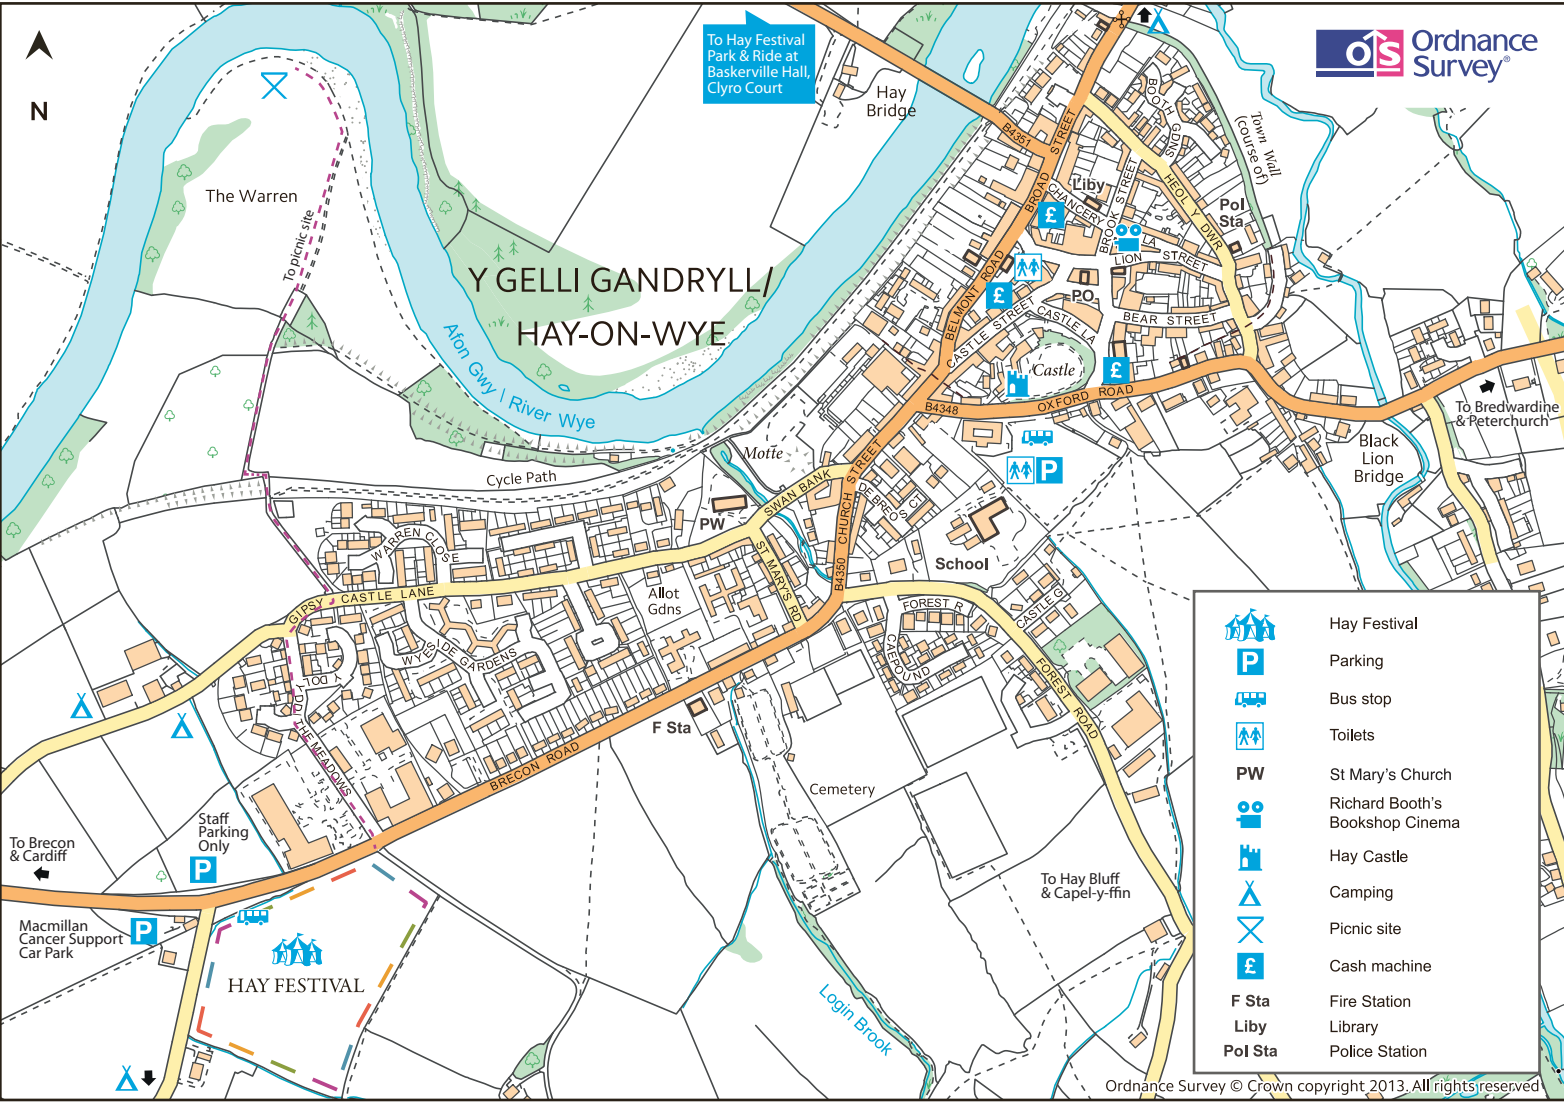 N
To Hay Festival
Park & Ride at
Baskerville Hall,
Clyro Court
Ordnance
Survey®
OS
Hay
Bridge
B4351
BROAD STREET
BOOTH GDNS
Town Wall
(course of)
HEOL Y DWR
Liby
CHANCERY LA
BROOK STREET
Pol
Sta
LION STREET
The Warren
To picnic site
Y GELLI GANDRYLL/
HAY-ON-WYE
Afon Gwy | River Wye
BELMONT ROAD
£
£
PO
CASTLE STREET
CASTLE LA
BEAR STREET
Castle
£
B4348
OXFORD ROAD
To Bredwardine
& Peterchurch
Black
Lion
Bridge
P
Motte
Cycle Path
SWAN BANK
CHURCH STREET
DE BREOS CT
PW
School
WARREN CLOSE
ST MARY'S RD
B4350
Allot
Gdns
GIPSY CASTLE LANE
FOREST R
CASTLE G
CAEPOUND
WYESIDE GARDENS
Y DOLYDD
THE MEADOWS
FOREST ROAD
F Sta
BRECON ROAD
Cemetery
Staff
Parking
Only
P
To Brecon
& Cardiff
To Hay Bluff
& Capel-y-ffin
Macmillan
Cancer Support
Car Park
P
HAY FESTIVAL
Login Brook
Hay Festival
P Parking
Bus stop
Toilets
PW St Mary's Church
Richard Booth's
Bookshop Cinema
Hay Castle
Camping
Picnic site
£ Cash machine
F Sta Fire Station
Liby Library
Pol Sta Police Station
Ordnance Survey © Crown copyright 2013. All rights reserved